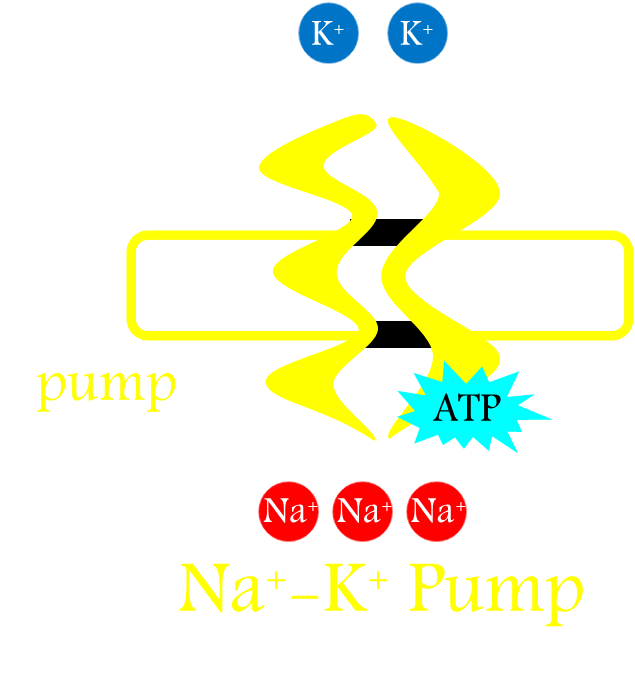 K⁺ K⁺
pump
ATP
Na⁺ Na⁺ Na⁺
Na⁺–K⁺ Pump